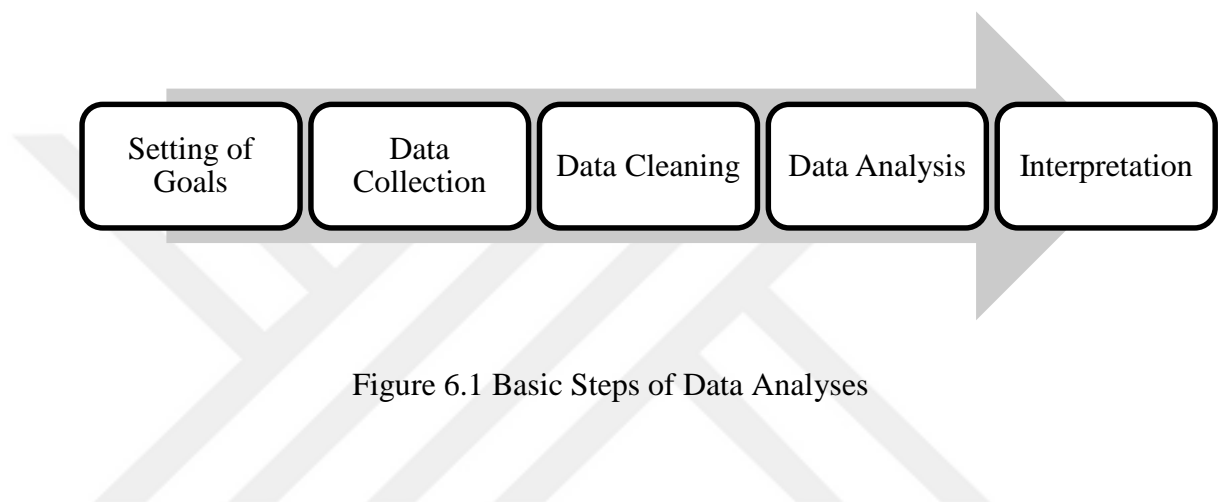 Setting of
Goals
Data
Collection
Data Cleaning
Data Analysis
Interpretation
Figure 6.1 Basic Steps of Data Analyses